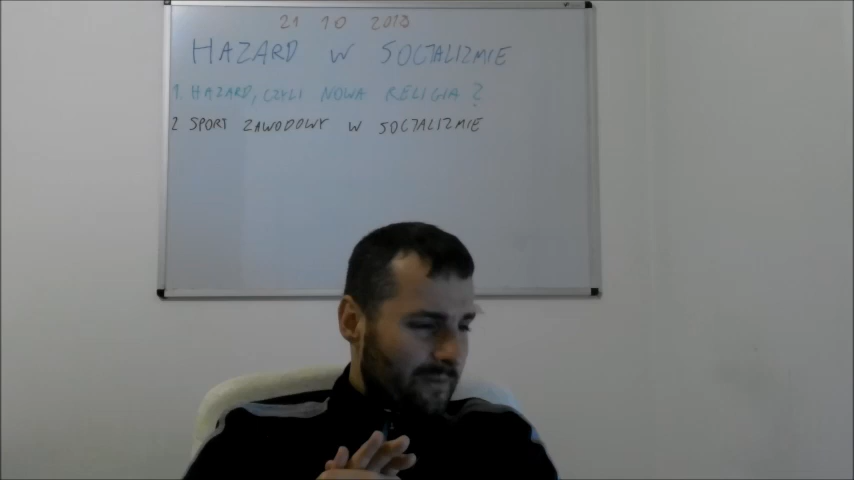 21 10 2013
HAZARD W SOCJALIZMIE
1. HAZARD, CZYLI NOWA RELIGIA ?
2 SPORT ZAWODOWY W SOCJALIZMIE